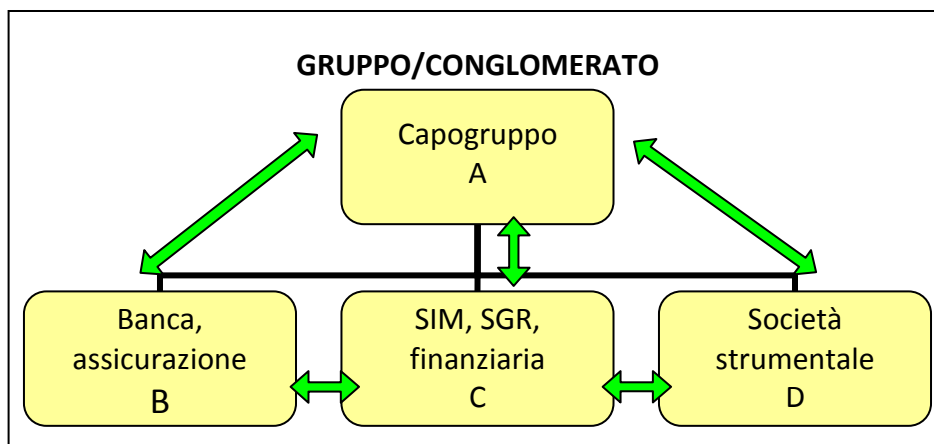 GRUPPO/CONGLOMERATO
Capogruppo
A
Banca,
assicurazione
B
SIM, SGR,
finanziaria
C
Società
strumentale
D